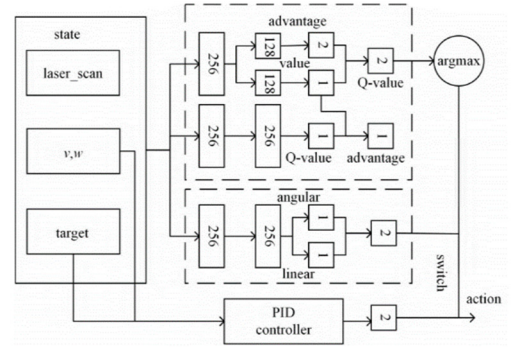 state
laser_scan
v,w
target
advantage
256
128
2
value
128
1
2
Q-value
argmax
256
256
1
1
Q-value
advantage
angular
256
256
1
1
2
linear
switch
action
PID
controller
2